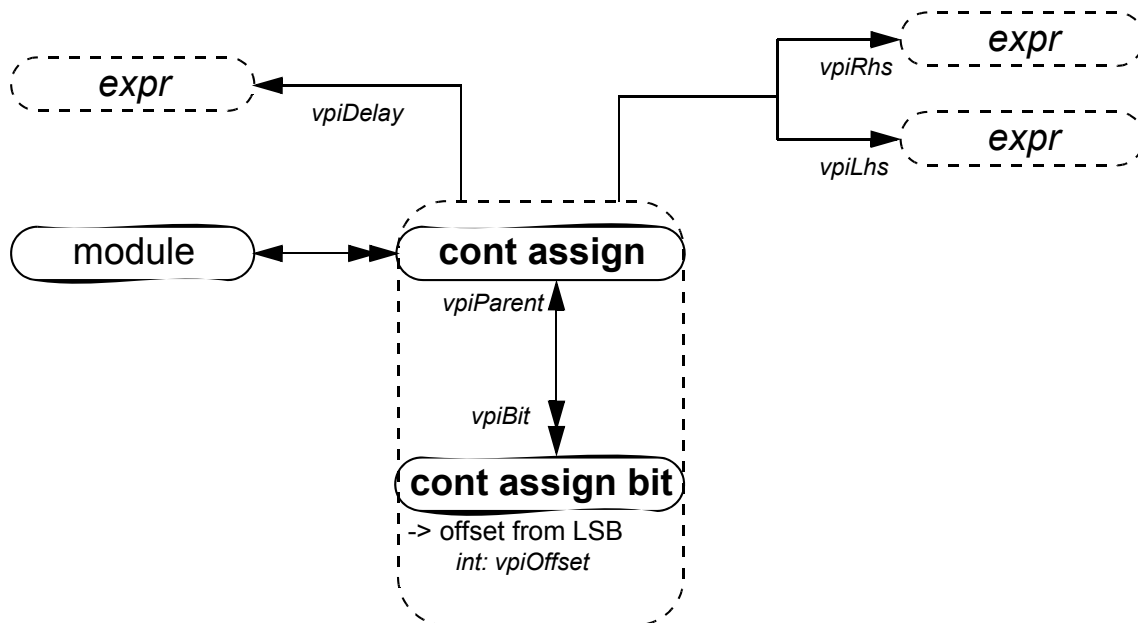 expr
vpiRhs
expr
vpiDelay
expr
vpiLhs
module
cont assign
vpiParent
vpiBit
cont assign bit
-> offset from LSB
int: vpiOffset